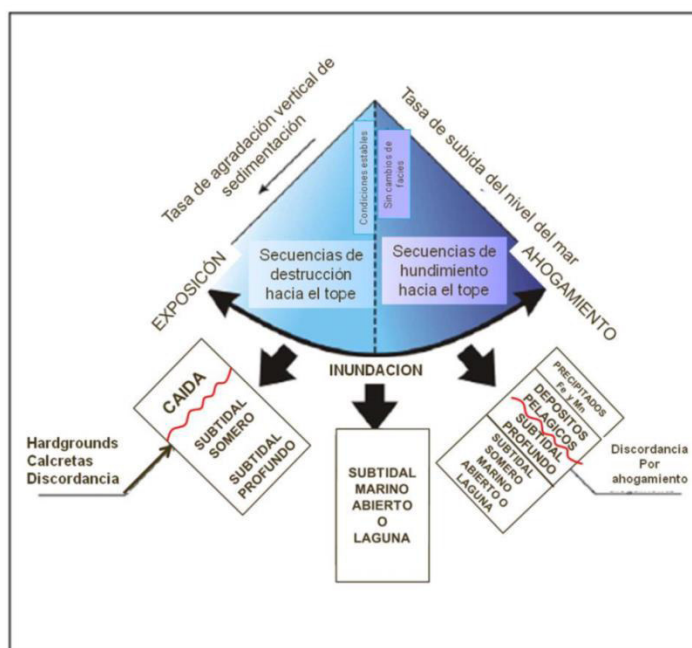 Tasa de agradación vertical de
sedimentación
Tasa de subida del nivel del mar
Condiciones estables
Sin cambios de
facies
Secuencias de
destrucción
hacia el tope
Secuencias de
hundimiento
hacia el tope
EXPOSICÓN
AHOGAMIENTO
INUNDACION
CAIDA
SUBTIDAL
SOMERO
SUBTIDAL
PROFUNDO
Hardgrounds
Calcretas
Discordancia
SUBTIDAL
MARINO
ABIERTO
O
LAGUNA
PRECIPITADOS
Fe y Mn
DEPOSITOS
PELAGICOS
SUBTIDAL
PROFUNDO
SUBTIDAL
SOMERO
MARINO
ABIERTO O
LAGUNA
Discordancia
Por
ahogamiento